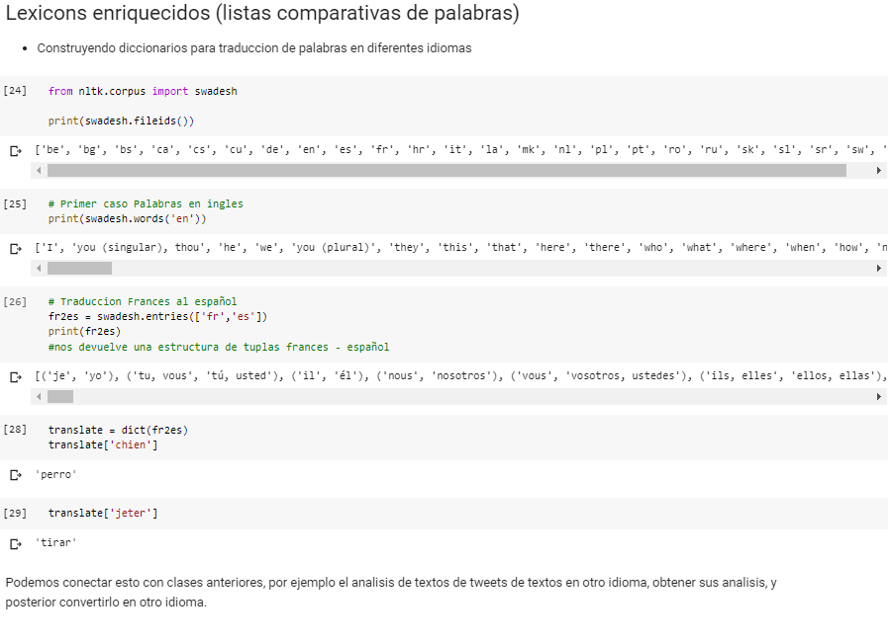 Lexicons enriquecidos (listas comparativas de palabras)
• Construyendo diccionarios para traduccion de palabras en diferentes idiomas
[24] from nltk.corpus import swadesh
print(swadesh.fileids())
['be', 'bg', 'bs', 'ca', 'cs', 'cu', 'de', 'en', 'es', 'fr', 'hr', 'it', 'la', 'mk', 'nl', 'pl', 'pt', 'ro', 'ru', 'sk', 'sl', 'sr', 'sw', '
[25] # Primer caso Palabras en ingles
print(swadesh.words('en'))
['I', 'you (singular), thou', 'he', 'we', 'you (plural)', 'they', 'this', 'that', 'here', 'there', 'who', 'what', 'where', 'when', 'how', 'n
[26] # Traduccion Frances al español
fr2es = swadesh.entries(['fr','es'])
print(fr2es)
#nos devuelve una estructura de tuplas frances - español
[('je', 'yo'), ('tu, vous', 'tú, usted'), ('il', 'él'), ('nous', 'nosotros'), ('vous', 'vosotros, ustedes'), ('ils, elles', 'ellos, ellas'),
[28] translate = dict(fr2es)
translate['chien']
'perro'
[29] translate['jeter']
'tirar'
Podemos conectar esto con clases anteriores, por ejemplo el analisis de textos de tweets de textos en otro idioma, obtener sus analisis, y
posterior convertirlo en otro idioma.